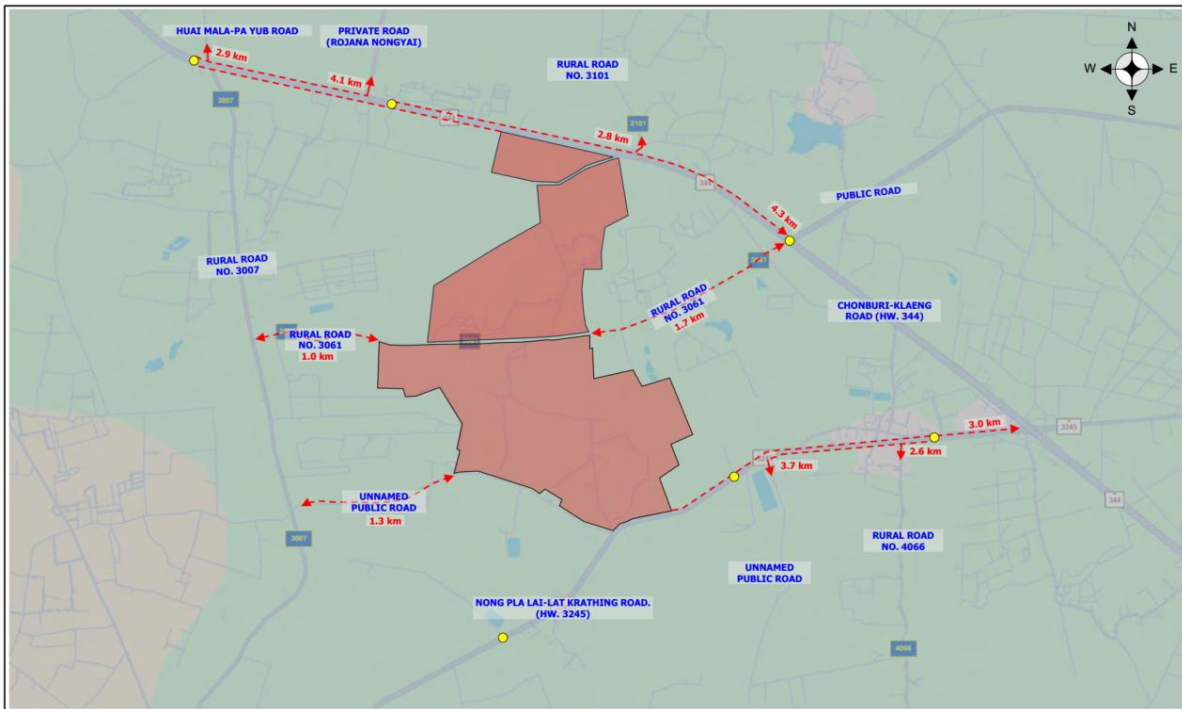 HUAI MALA-PA YUB ROAD
PRIVATE ROAD
(ROJANA NONGYAI)
N
W
E
S
2.9 km
4.1 km
RURAL ROAD
NO. 3101
3007
344
3101
2.8 km
344
PUBLIC ROAD
4.3 km
RURAL ROAD
NO. 3007
RURAL ROAD
NO. 3061
1.7 km
CHONBURI-KLAENG
ROAD (HW. 344)
RURAL ROAD
NO. 3061
1.0 km
3.0 km
3245
2.6 km
3.7 km
UNNAMED
PUBLIC ROAD
1.3 km
344
3007
RURAL ROAD
NO. 4066
UNNAMED
PUBLIC ROAD
NONG PLA LAI-LAT KRATHING ROAD.
(HW. 3245)
4066